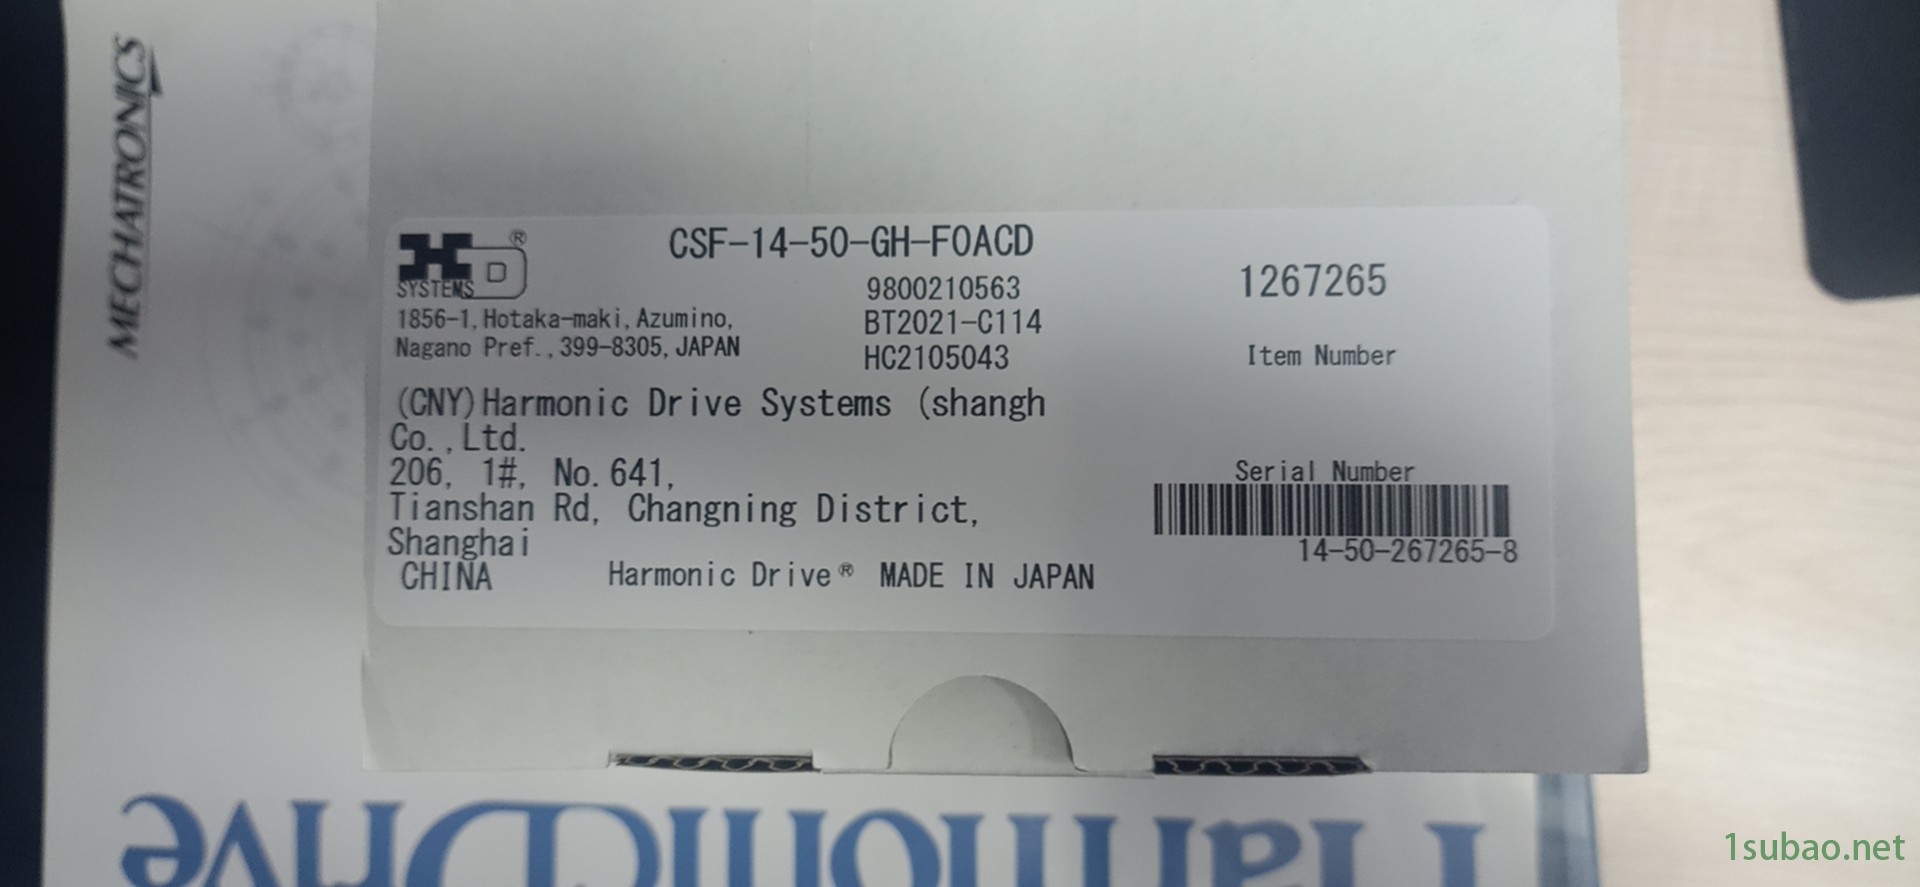 MECHATRONICS
HD®
SYSTEMS
CSF-14-50-GH-F0ACD
9800210563
BT2021-C114
HC2105043
1267265
Item Number
1856-1, Hotaka-maki, Azumino,
Nagano Pref., 399-8305, JAPAN
(CNY)Harmonic Drive Systems (shangh
Co., Ltd.
206, 1#, No. 641,
Tianshan Rd, Changning District,
Shanghai
CHINA
Harmonic Drive® MADE IN JAPAN
Serial Number
14-50-267265-8
HarmonicDrive
1subao.net